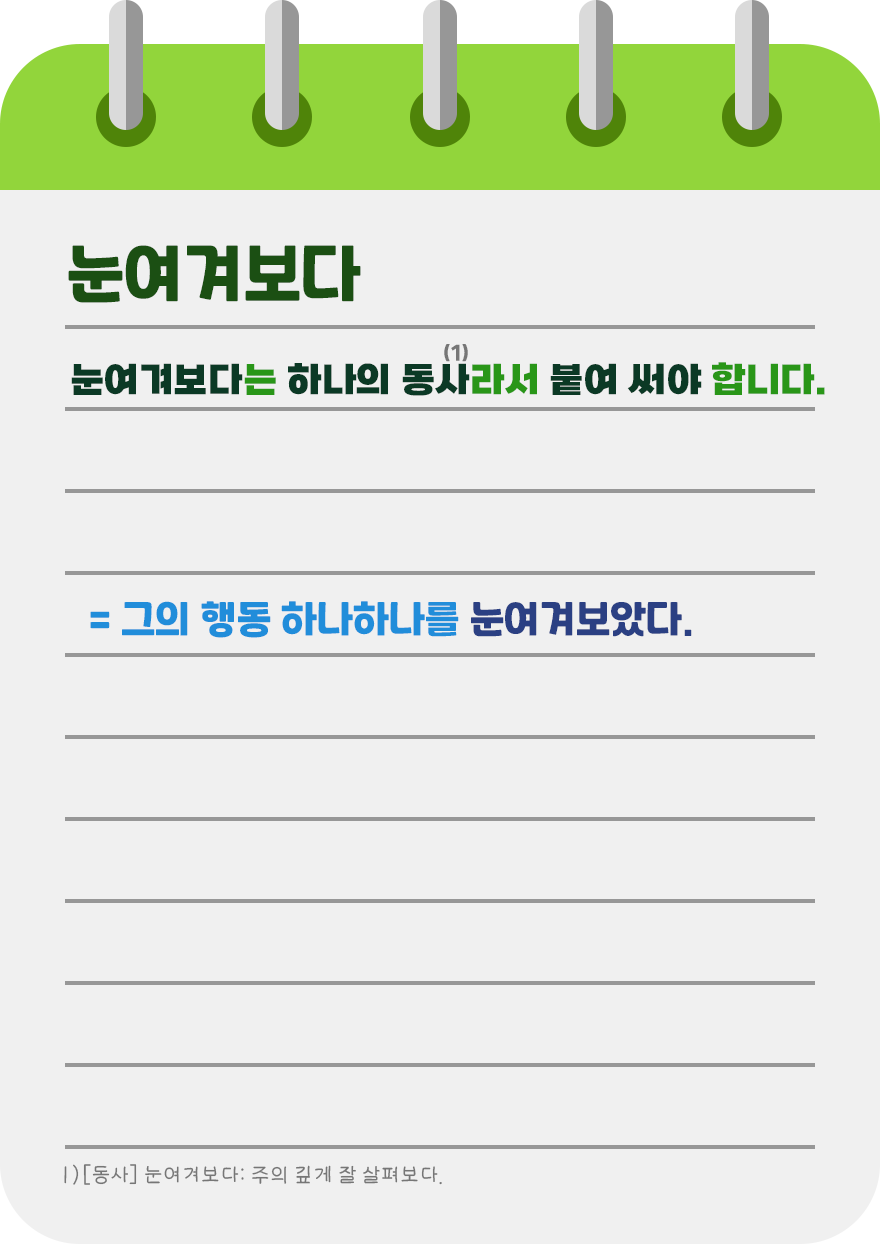 눈여겨보다
(1)
눈여겨보다는 하나의 동사라서 붙여 써야 합니다.
= 그의 행동 하나하나를 눈여겨보았다.
1)[동사] 눈여겨보다: 주의 깊게 잘 살펴보다.